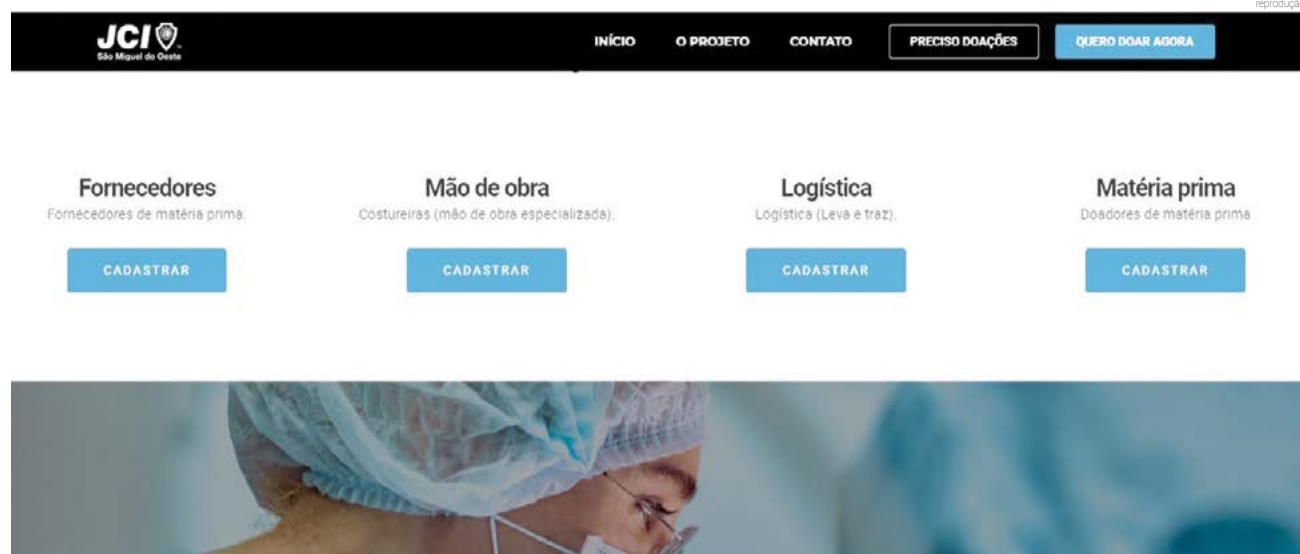 reprodução
JCI
São Miguel do Oeste
INÍCIO
O PROJETO
CONTATO
PRECISO DOAÇÕES
QUERO DOAR AGORA
Fornecedores
Fornecedores de matéria prima.
CADASTRAR
Mão de obra
Costureiras (mão de obra especializada).
CADASTRAR
Logística
Logística (Leva e traz).
CADASTRAR
Matéria prima
Doadores de matéria prima
CADASTRAR